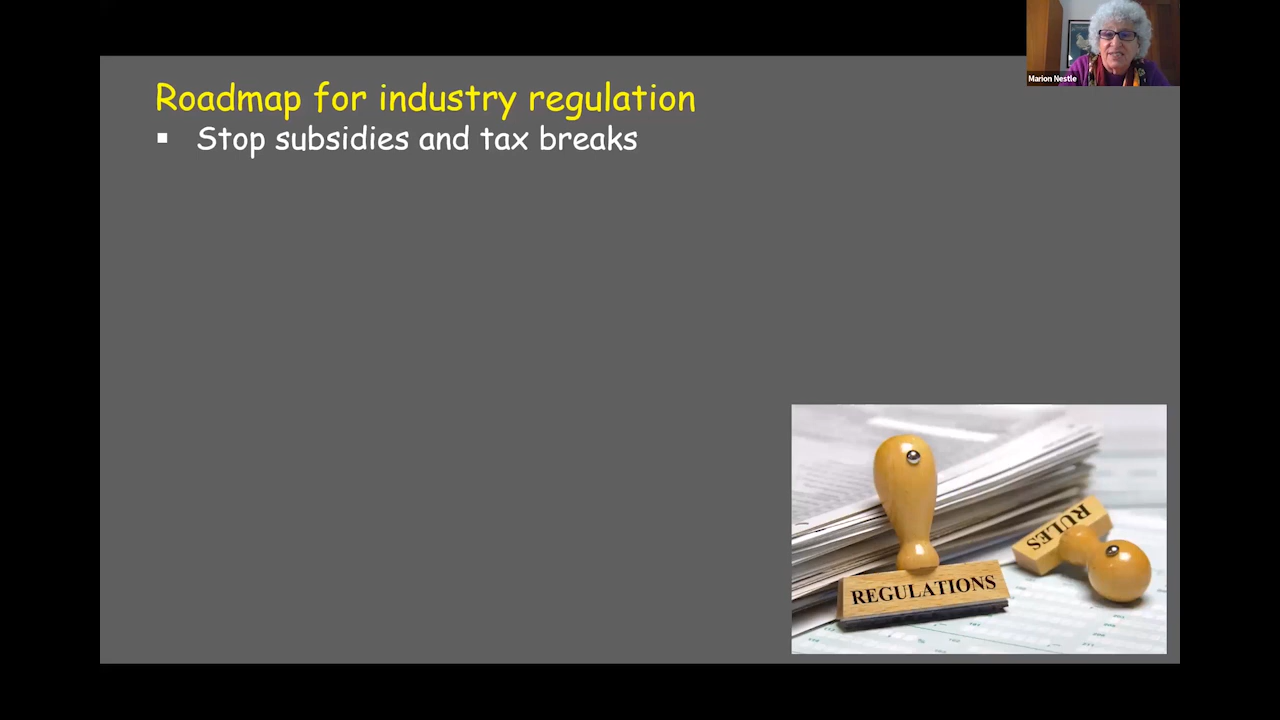 Marion Nestle
Roadmap for industry regulation
▪ Stop subsidies and tax breaks
RULES
REGULATIONS